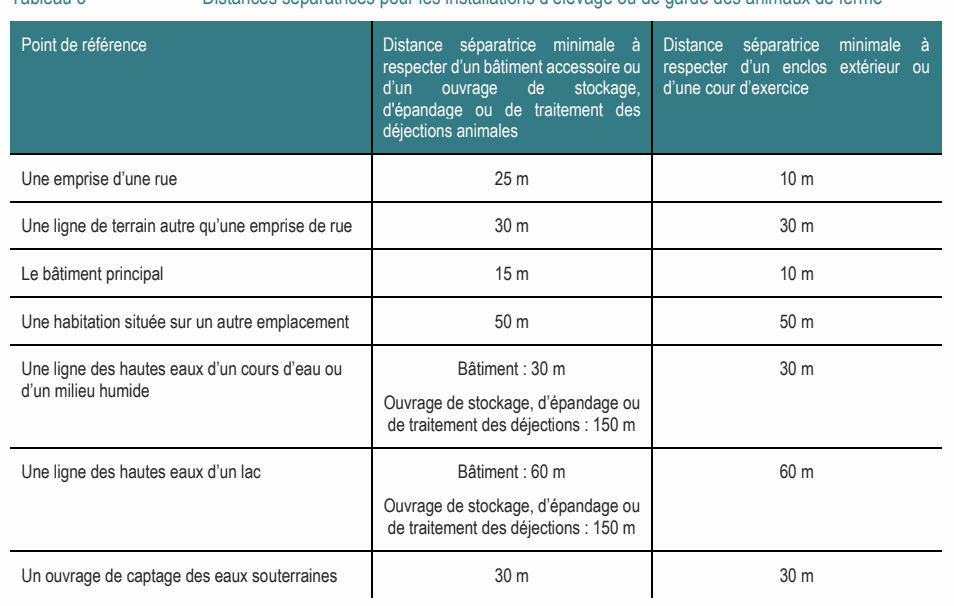 Tableau 8 Distances séparatrices pour les installations d'élevage ou de garde des animaux de ferme
Point de référence
Distance séparatrice minimale à
respecter d'un bâtiment accessoire ou
d'un ouvrage de stockage,
d'épandage ou de traitement des
déjections animales
Distance séparatrice minimale à
respecter d'un enclos extérieur ou
d'une cour d'exercice
Une emprise d'une rue
25 m
10 m
Une ligne de terrain autre qu'une emprise de rue
30 m
30 m
Le bâtiment principal
15 m
10 m
Une habitation située sur un autre emplacement
50 m
50 m
Une ligne des hautes eaux d'un cours d'eau ou
d'un milieu humide
Bâtiment : 30 m
Ouvrage de stockage, d'épandage ou
de traitement des déjections : 150 m
30 m
Une ligne des hautes eaux d'un lac
Bâtiment : 60 m
Ouvrage de stockage, d'épandage ou
de traitement des déjections : 150 m
60 m
Un ouvrage de captage des eaux souterraines
30 m
30 m